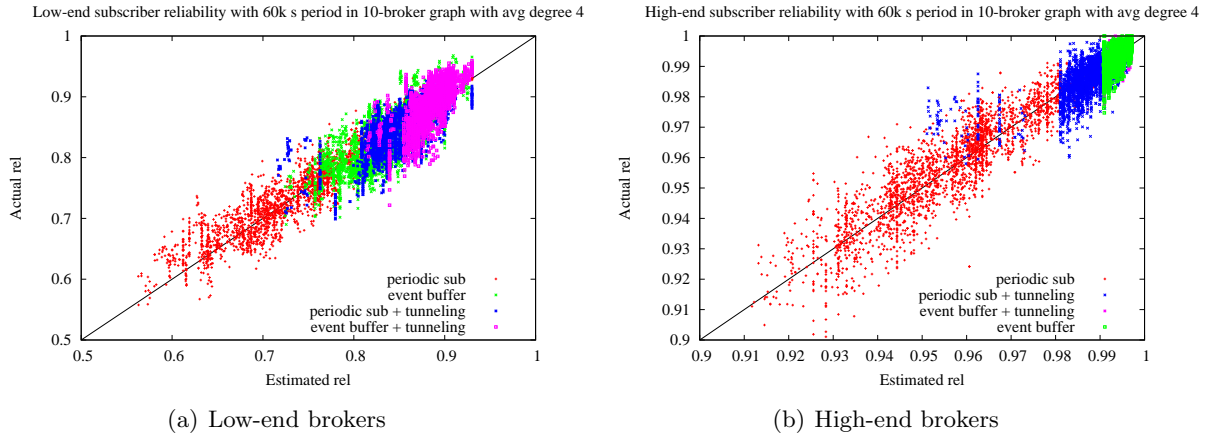 Low-end subscriber reliability with 60k s period in 10-broker graph with avg degree 4
1
0.9
0.8
0.7
0.6
0.5
Actual rel
periodic sub
event buffer
periodic sub + tunneling
event buffer + tunneling
0.5 0.6 0.7 0.8 0.9 1
Estimated rel
(a) Low-end brokers
High-end subscriber reliability with 60k s period in 10-broker graph with avg degree 4
1
0.99
0.98
0.97
0.96
0.95
0.94
0.93
0.92
0.91
0.9
Actual rel
periodic sub
periodic sub + tunneling
event buffer + tunneling
event buffer
0.9 0.91 0.92 0.93 0.94 0.95 0.96 0.97 0.98 0.99 1
Estimated rel
(b) High-end brokers